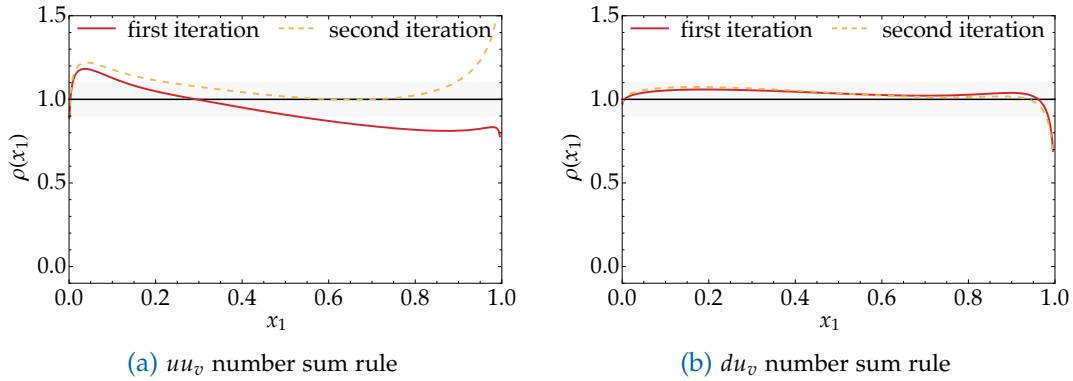 first iteration second iteration
1.5
1.0
0.5
0.0
ρ(x₁)
0.0 0.2 0.4 0.6 0.8 1.0
x₁
(a) uuᵥ number sum rule
first iteration second iteration
1.5
1.0
0.5
0.0
ρ(x₁)
0.0 0.2 0.4 0.6 0.8 1.0
x₁
(b) duᵥ number sum rule